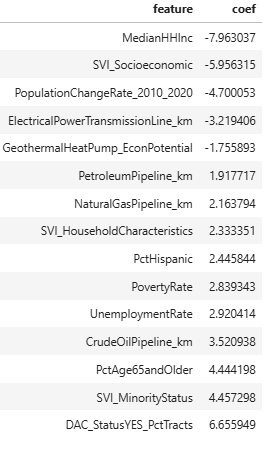 feature coef
MedianHHInc -7.963037
SVI_Socioeconomic -5.956315
PopulationChangeRate_2010_2020 -4.700053
ElectricalPowerTransmissionLine_km -3.219406
GeothermalHeatPump_EconPotential -1.755893
PetroleumPipeline_km 1.917717
NaturalGasPipeline_km 2.163794
SVI_HouseholdCharacteristics 2.333351
PctHispanic 2.445844
PovertyRate 2.839343
UnemploymentRate 2.920414
CrudeOilPipeline_km 3.520938
PctAge65andOlder 4.444198
SVI_MinorityStatus 4.457298
DAC_StatusYES_PctTracts 6.655949